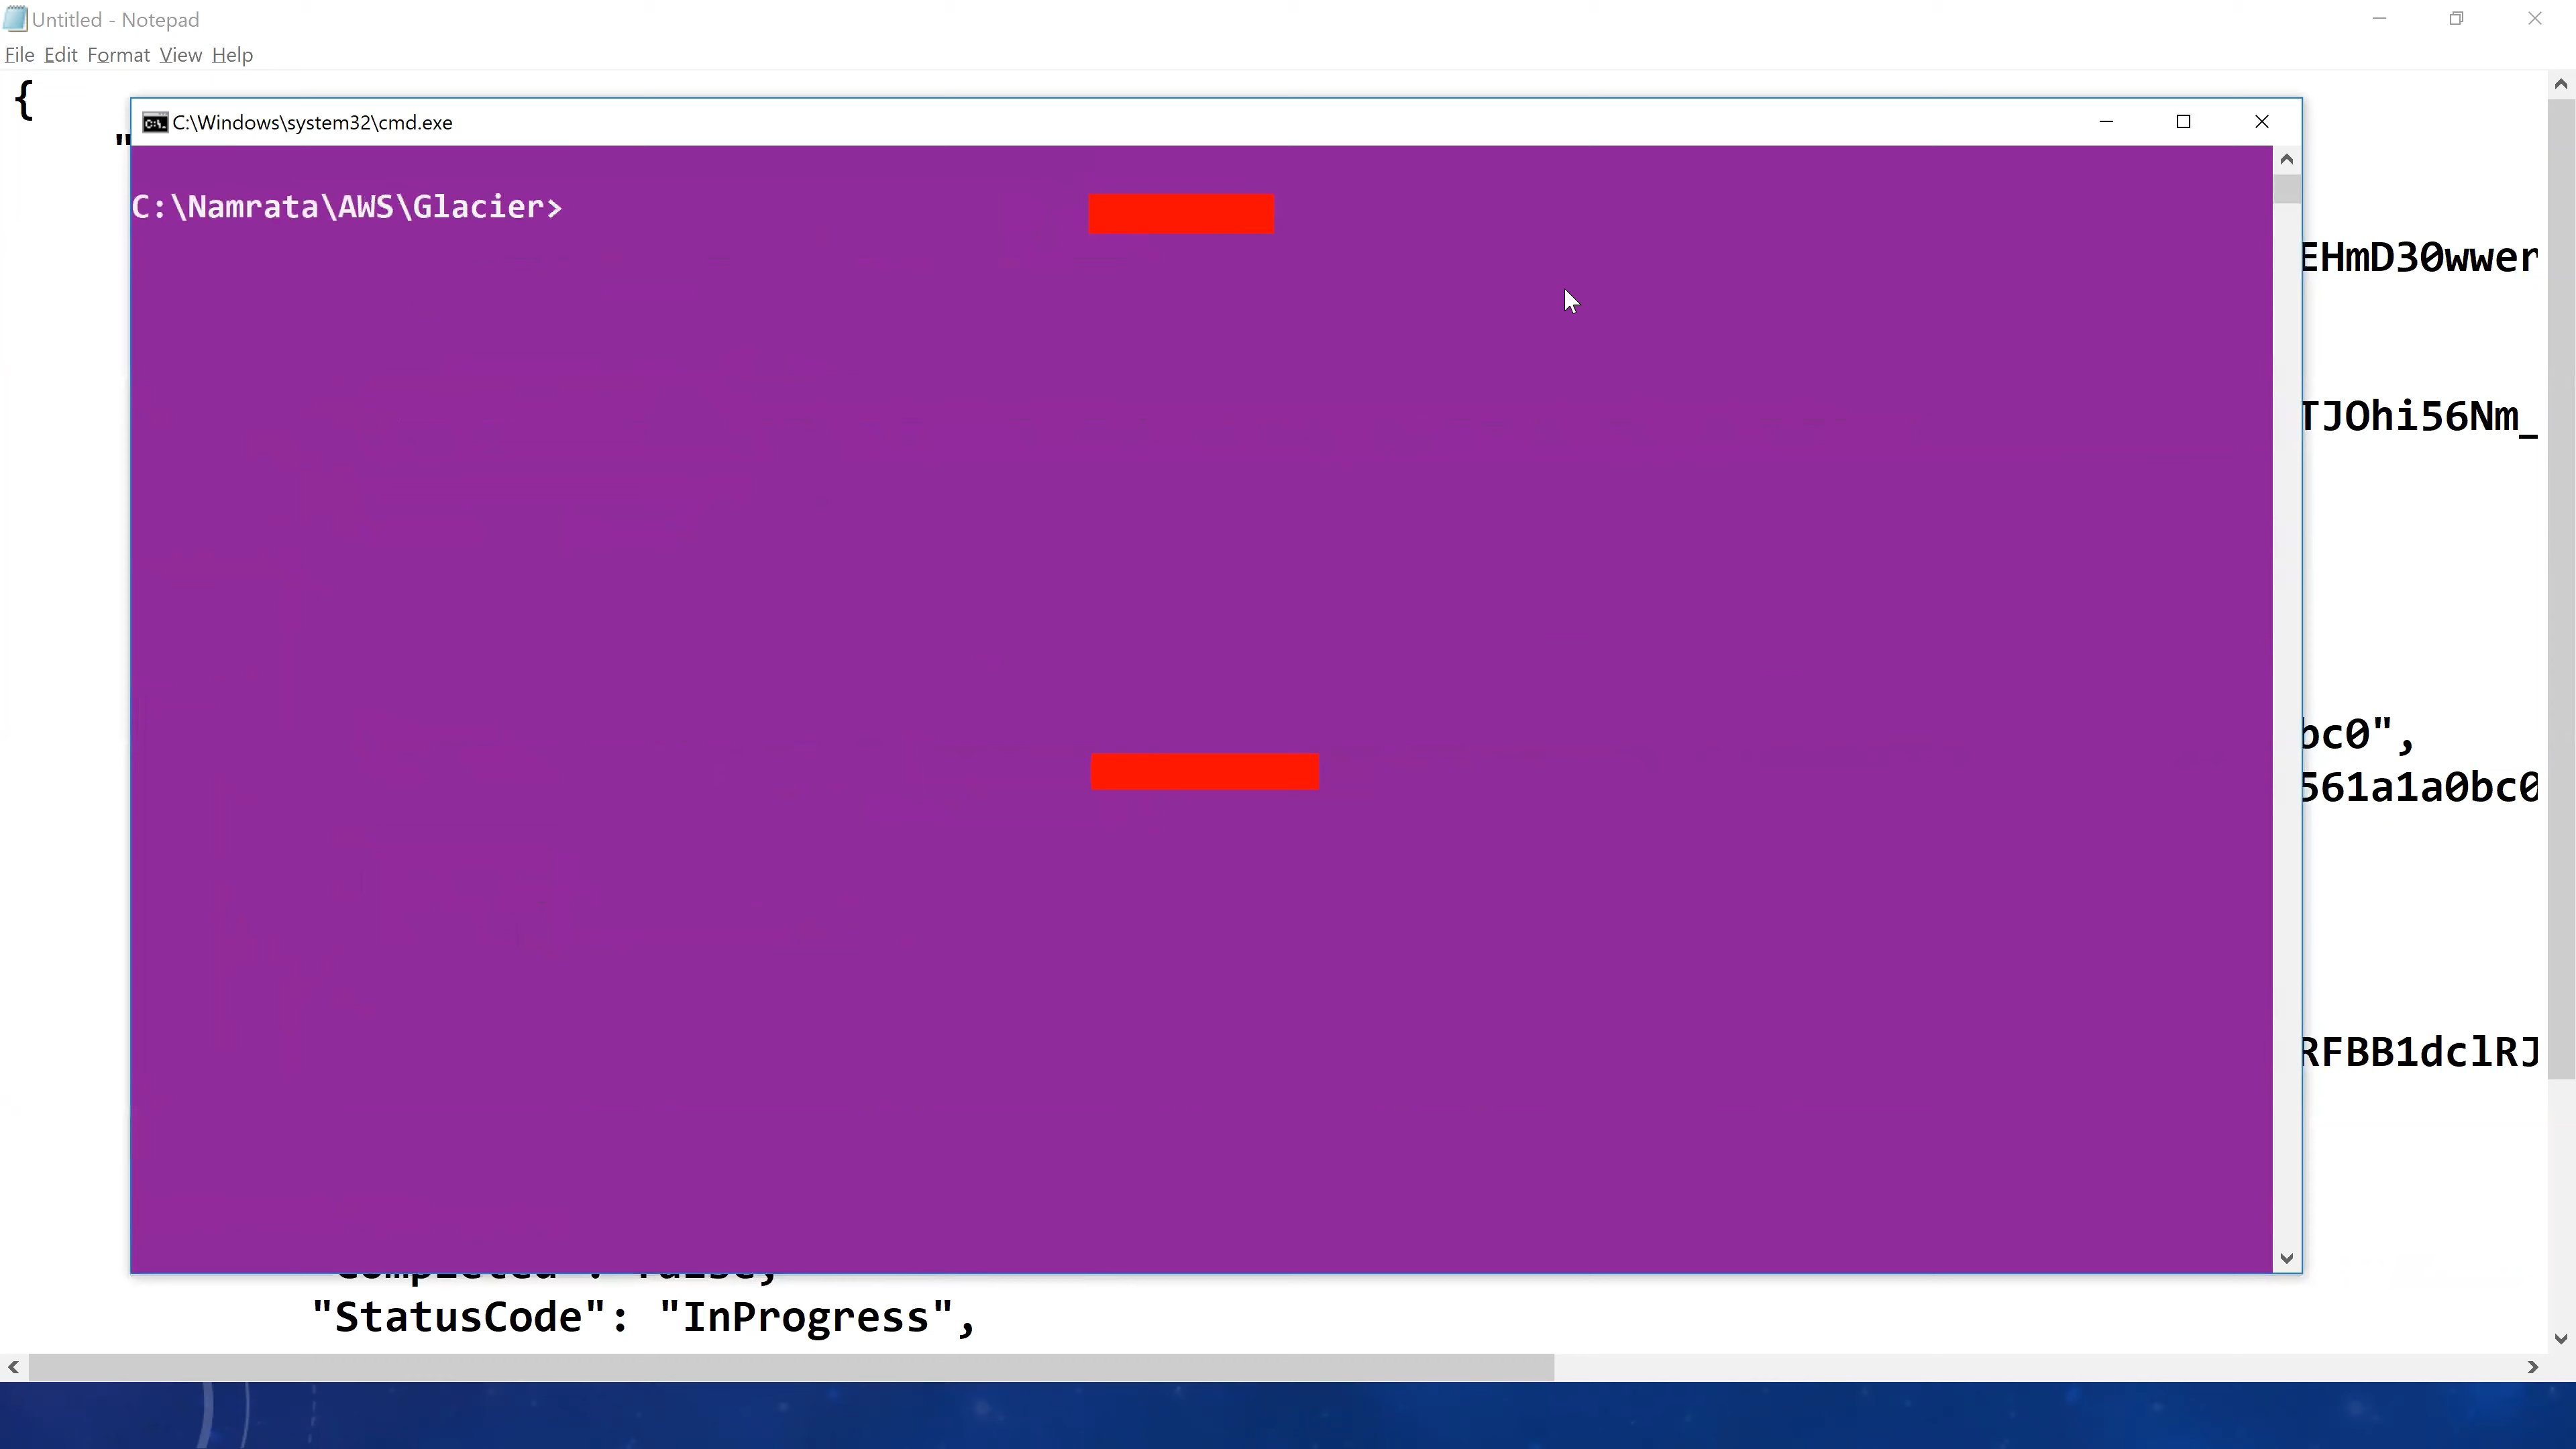 Untitled - Notepad
File Edit Format View Help
{
"
C:\Windows\system32\cmd.exe
C:\Namrata\AWS\Glacier>
EHmD30wwer
TJOhi56Nm_
bc0",
561a1a0bc0
RFBB1dclRJ
"StatusCode": "InProgress",